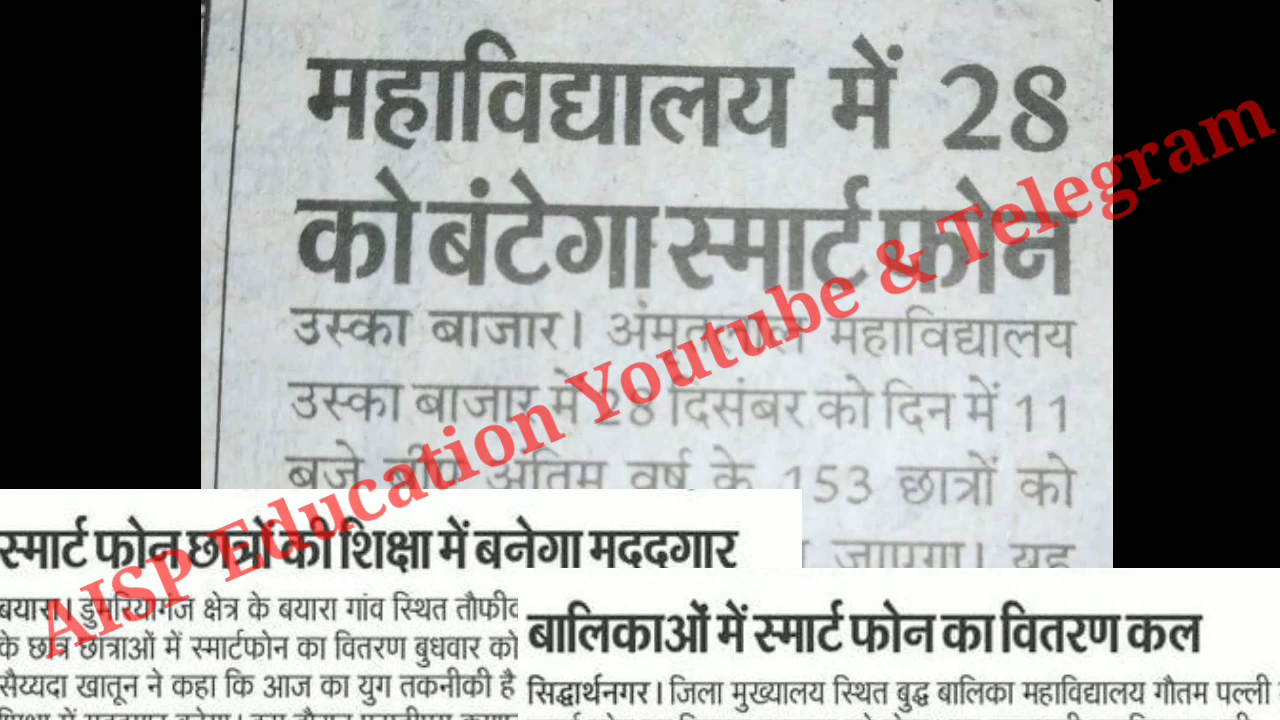 महाविद्यालय में 28
को बंटेगा स्मार्ट फोन
उस्का बाजार। अंमृतलाल महाविद्यालय
उस्का बाजार में 28 दिसंबर को दिन में 11
बजे बीए अंतिम वर्ष के 153 छात्रों को
जाएगा। यह
AISP Education Youtube & Telegram
स्मार्ट फोन छात्रों की शिक्षा में बनेगा मददगार
बयारा। डुमरियागंज क्षेत्र के बयारा गांव स्थित तौफीक
के छात्र छात्राओं में स्मार्टफोन का वितरण बुधवार को
सैय्यदा खातून ने कहा कि आज का युग तकनीकी है
बालिकाओं में स्मार्ट फोन का वितरण कल
सिद्धार्थनगर। जिला मुख्यालय स्थित बुद्ध बालिका महाविद्यालय गौतम पल्ली